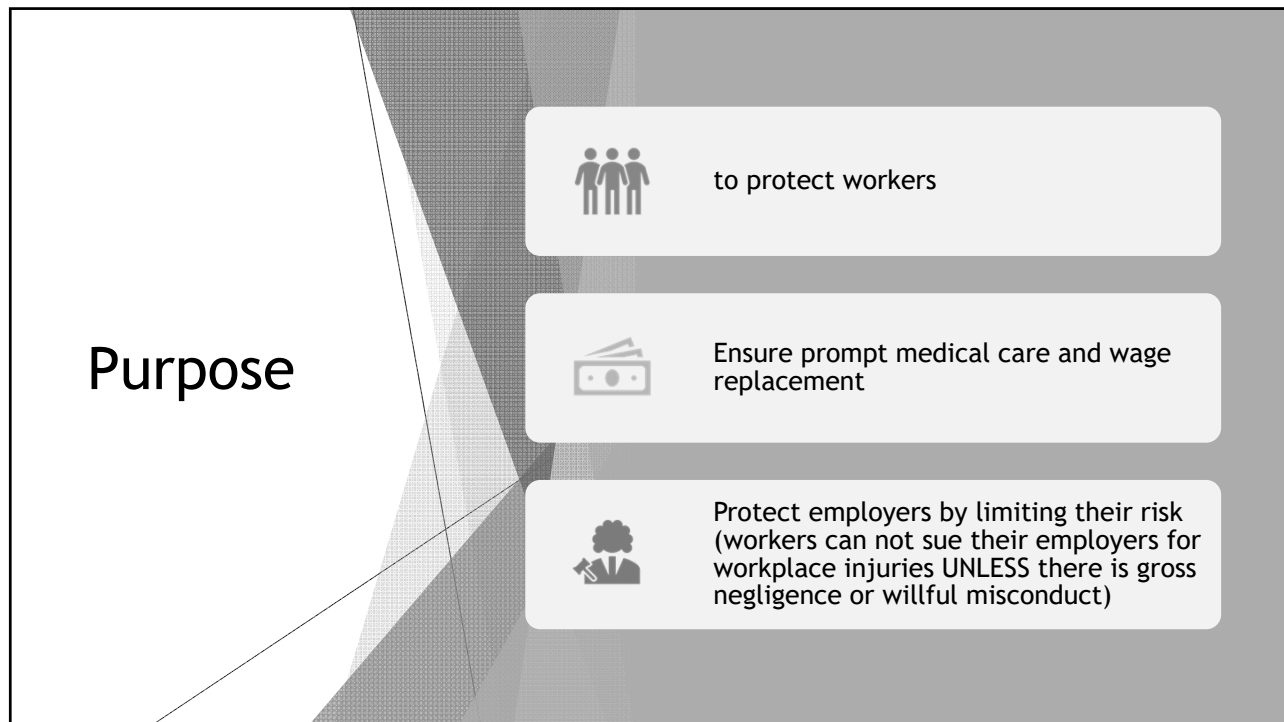 Purpose
to protect workers
Ensure prompt medical care and wage
replacement
Protect employers by limiting their risk
(workers can not sue their employers for
workplace injuries UNLESS there is gross
negligence or willful misconduct)